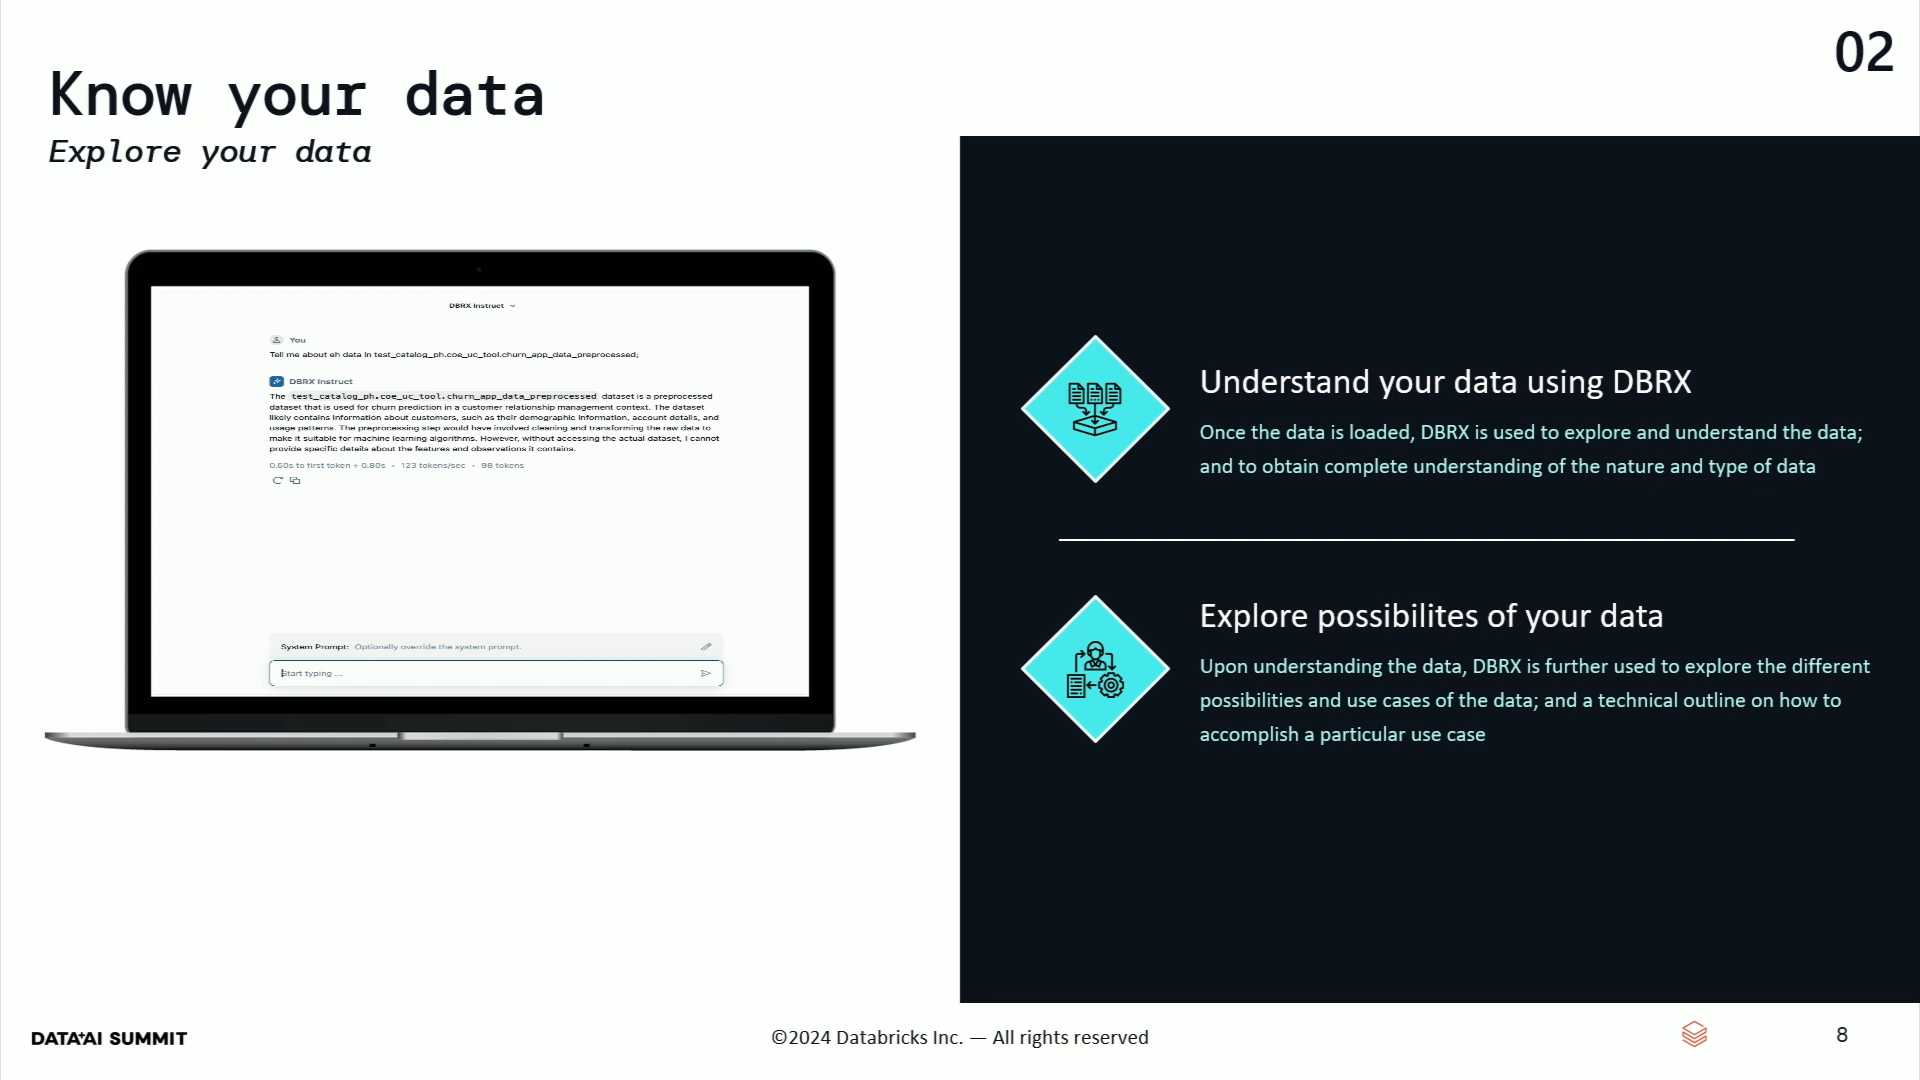 02
Know your data
Explore your data
DBRX Instruct
You
Tell me about eh data in test_catalog_ph.coe_uc_tool.churn_app_data_preprocessed;
DBRX Instruct
The test_catalog_ph.coe_uc_tool.churn_app_data_preprocessed dataset is a preprocessed
dataset that is used for churn prediction in a customer relationship management context. The dataset
likely contains information about customers, such as their demographic information, account details, and
usage patterns. The preprocessing step would have involved cleaning and transforming the raw data to
make it suitable for machine learning algorithms. However, without accessing the actual dataset, I cannot
provide specific details about the features and observations it contains.
0.60s to first token + 0.80s • 123 tokens/sec • 98 tokens
System Prompt: Optionally override the system prompt.
Start typing ...
Understand your data using DBRX
Once the data is loaded, DBRX is used to explore and understand the data;
and to obtain complete understanding of the nature and type of data
Explore possibilites of your data
Upon understanding the data, DBRX is further used to explore the different
possibilities and use cases of the data; and a technical outline on how to
accomplish a particular use case
DATA+AI SUMMIT
©2024 Databricks Inc. — All rights reserved
8